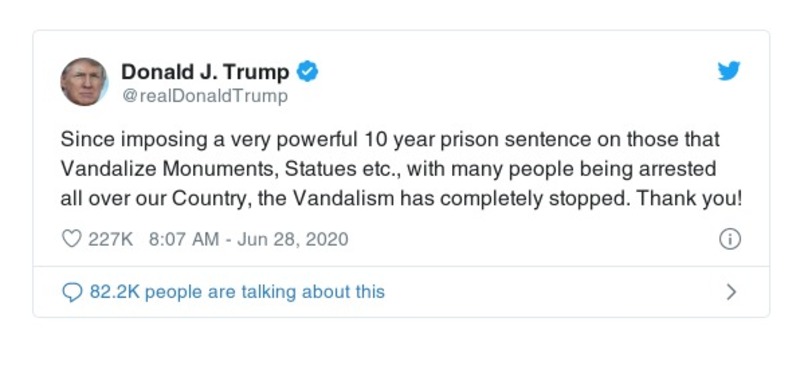 Donald J. Trump
@realDonaldTrump
Since imposing a very powerful 10 year prison sentence on those that
Vandalize Monuments, Statues etc., with many people being arrested
all over our Country, the Vandalism has completely stopped. Thank you!
227K 8:07 AM - Jun 28, 2020
82.2K people are talking about this